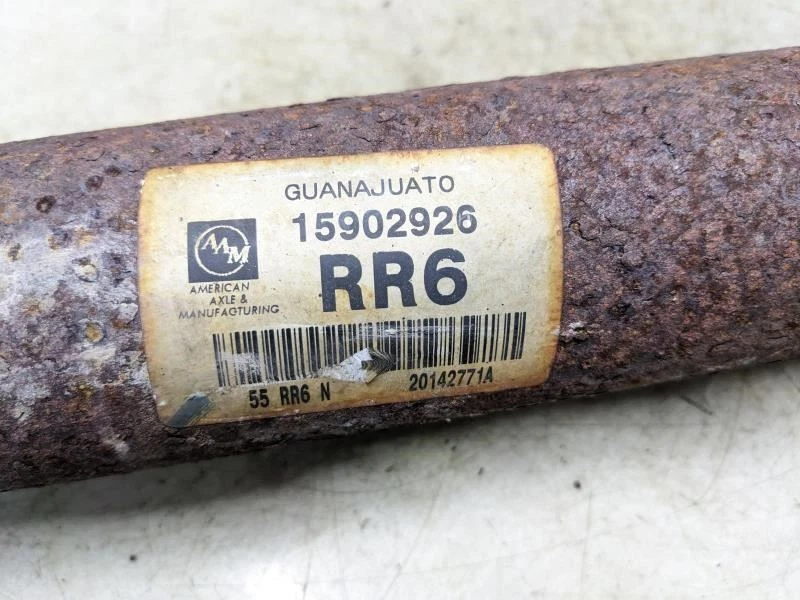 GUANAJUATO
15902926
RR6
AAM
AMERICAN
AXLE &
MANUFACTURING
55 RR6 N
20142771A